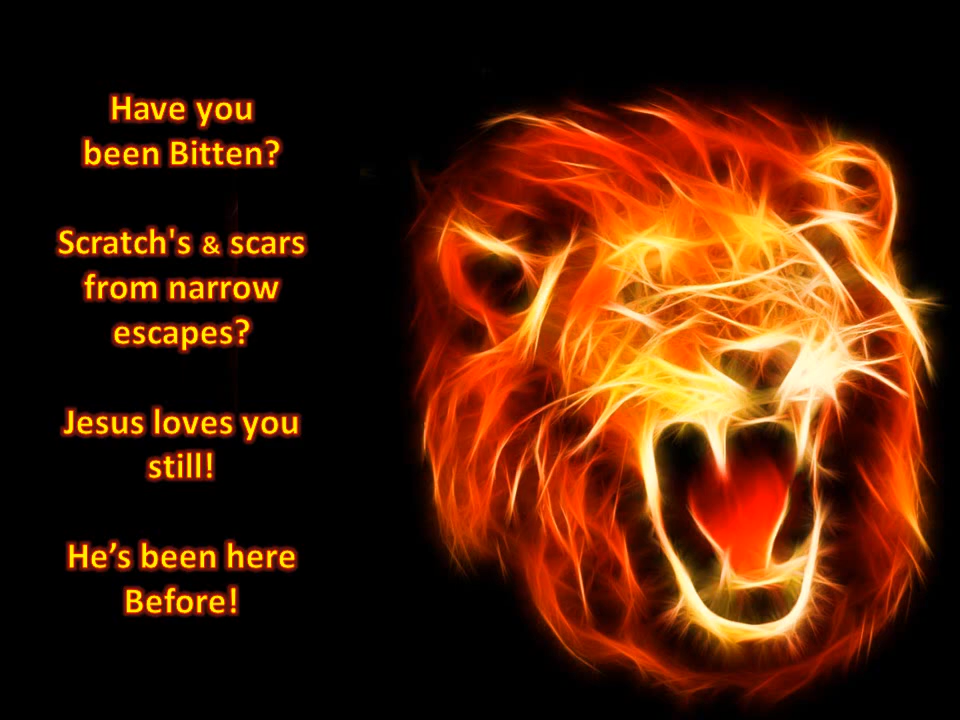 Have you
been Bitten?
Scratch's & scars
from narrow
escapes?
Jesus loves you
still!
He’s been here
Before!